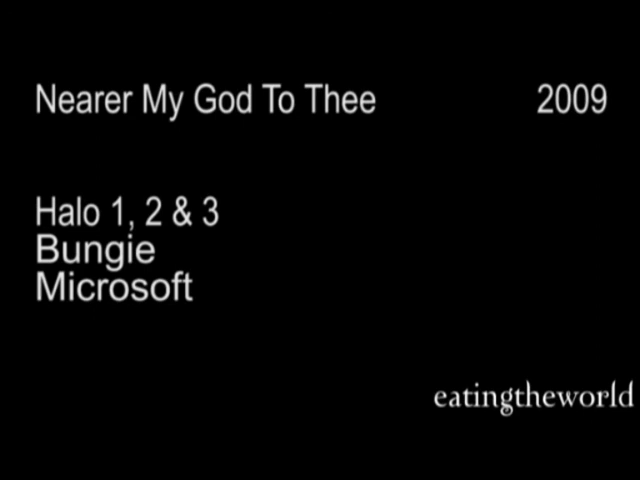 Nearer My God To Thee 2009
Halo 1, 2 & 3
Bungie
Microsoft
eatingtheworld